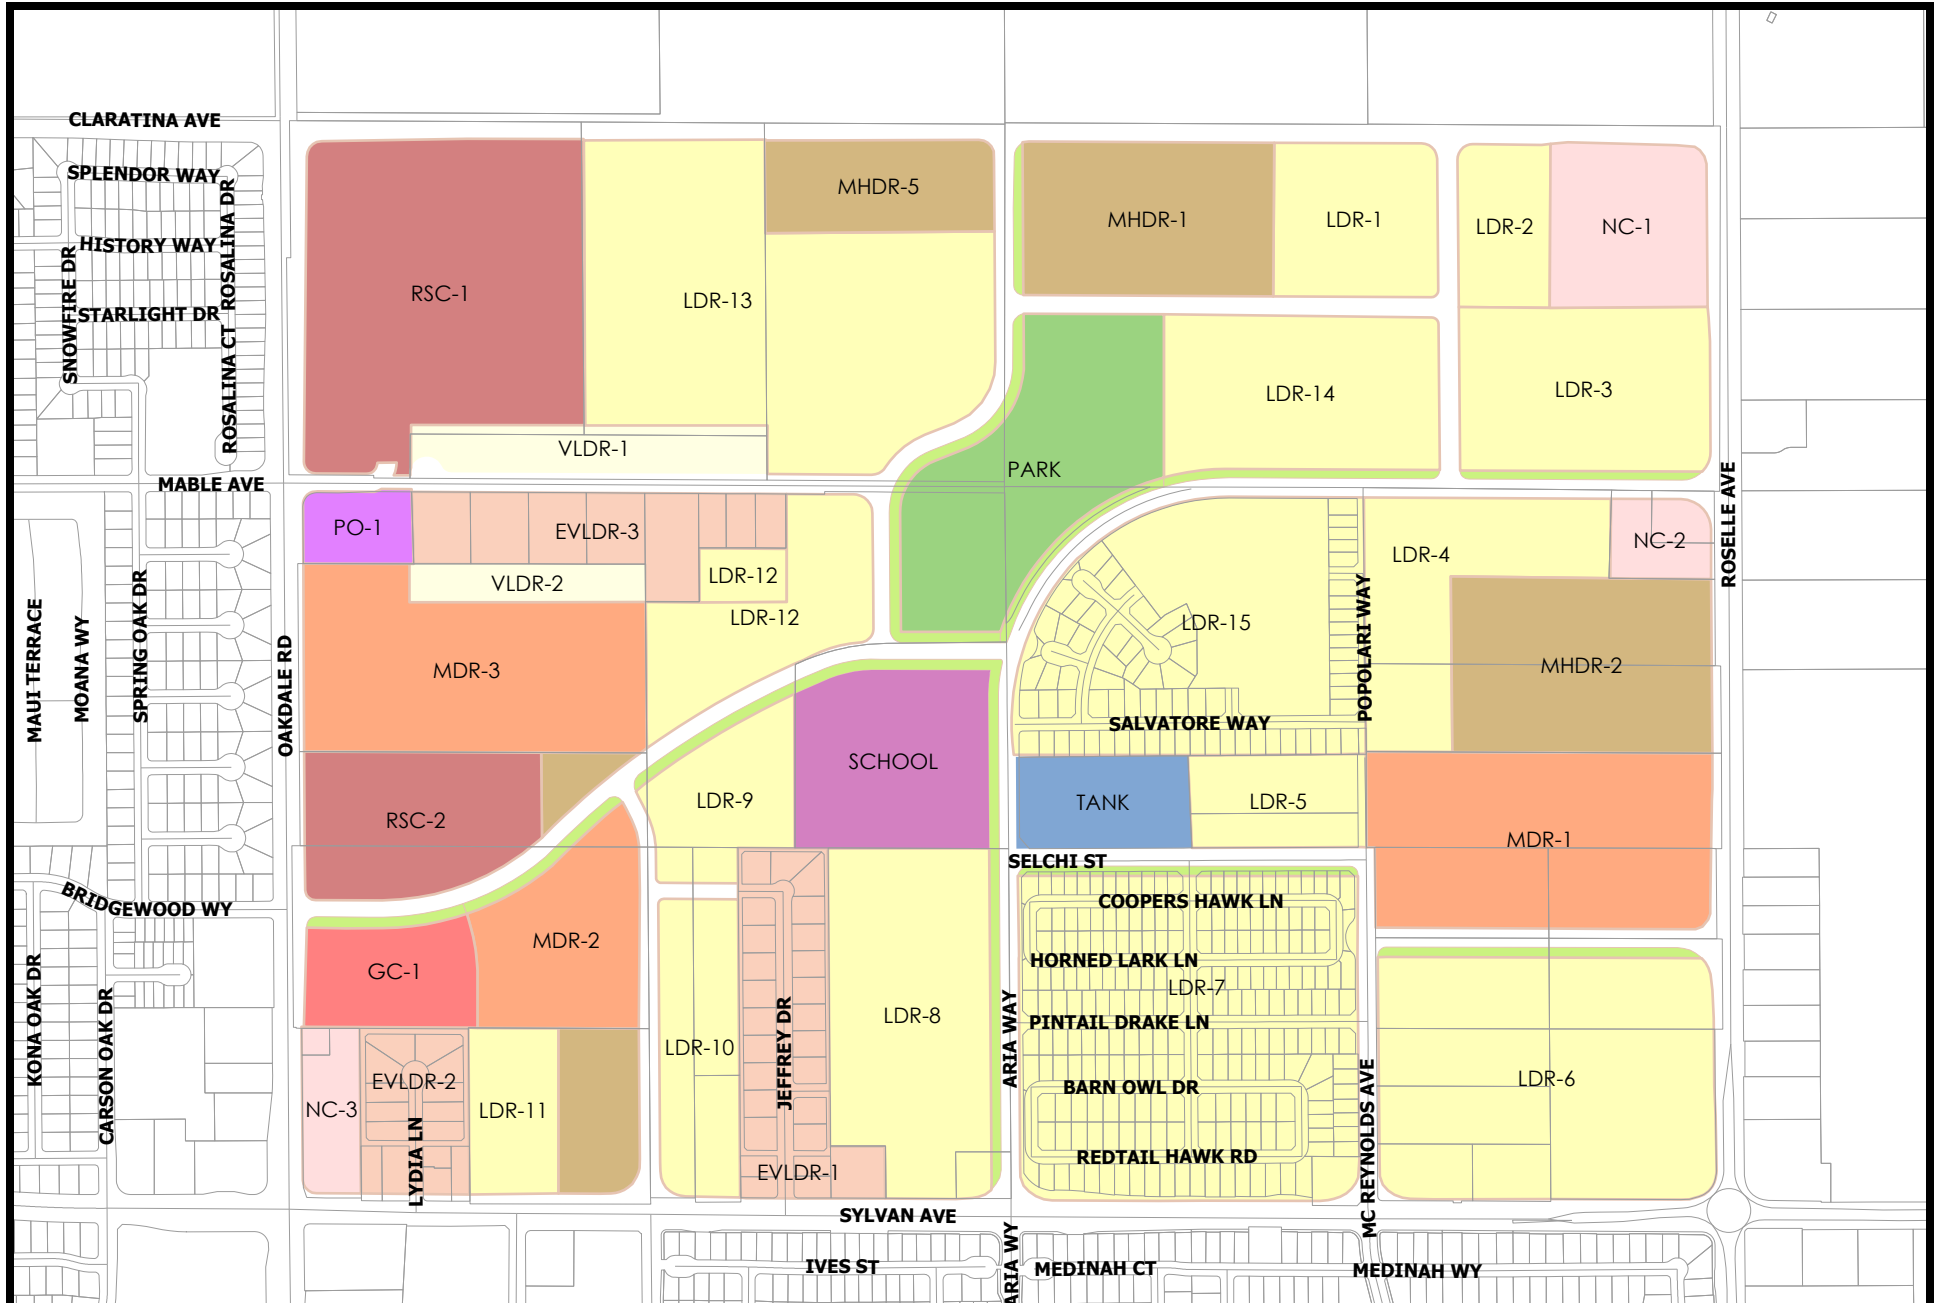 CLARATINA AVE
SPLENDOR WAY
HISTORY WAY
STARLIGHT DR
SNOWFIRE DR
ROSALINA DR
ROSALINA CT
MABLE AVE
MHDR-5
MHDR-1
LDR-1
LDR-2
NC-1
RSC-1
LDR-13
LDR-14
LDR-3
VLDR-1
PARK
PO-1
EVLDR-3
VLDR-2
LDR-12
LDR-12
LDR-4
NC-2
ROSELLE AVE
MAUI TERRACE
MOANA WY
SPRING OAK DR
OAKDALE RD
MDR-3
LDR-15
POPOLARI WAY
MHDR-2
SALVATORE WAY
SCHOOL
RSC-2
LDR-9
TANK
LDR-5
MDR-1
SELCHI ST
BRIDGEWOOD WY
COOPERS HAWK LN
MDR-2
GC-1
HORNED LARK LN
LDR-7
KONA OAK DR
CARSON OAK DR
JEFFREY DR
LDR-8
ARIA WAY
PINTAIL DRAKE LN
LDR-10
EVLDR-2
NC-3
LDR-11
LYDIA LN
BARN OWL DR
MC REYNOLDS AVE
LDR-6
REDTAIL HAWK RD
EVLDR-1
SYLVAN AVE
IVES ST
ARIA WY
MEDINAH CT
MEDINAH WY